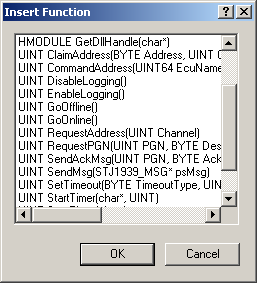 Insert Function
HMODULE GetDllHandle(char*)
UINT ClaimAddress(BYTE Address, UINT C
UINT CommandAddress(UINT64 EcuName
UINT DisableLogging()
UINT EnableLogging()
UINT GoOffline()
UINT GoOnline()
UINT RequestAddress(UINT Channel)
UINT RequestPGN(UINT PGN, BYTE Des
UINT SendAckMsg(UINT PGN, BYTE Ack
UINT SendMsg(STJ1939_MSG* psMsg)
UINT SetTimeout(BYTE TimeoutType, UIN
UINT StartTimer(char*, UINT)
OK Cancel